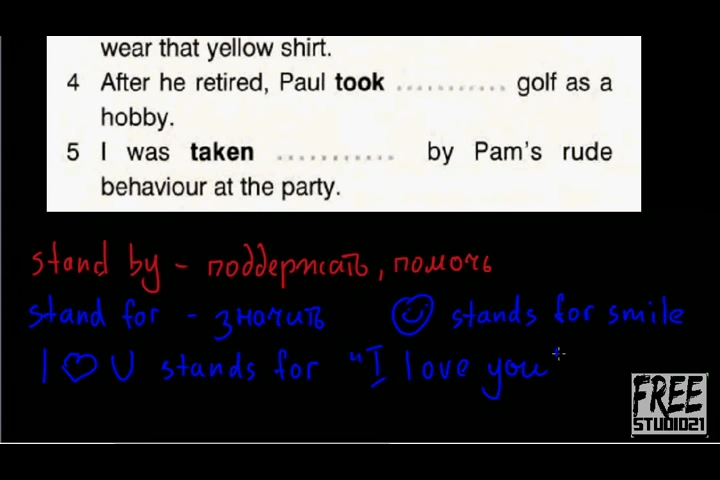 wear that yellow shirt.
4 After he retired, Paul took ............ golf as a
hobby.
5 I was taken ............. by Pam's rude
behaviour at the party.
stand by - поддержать, помочь
stand for - значить ☺ stands for smile
I ♡ U stands for "I love you
FREE
STUDIO21